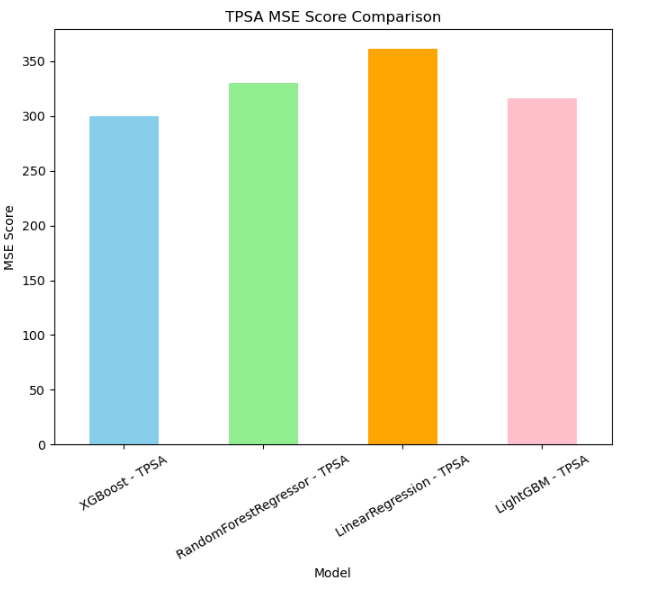 TPSA MSE Score Comparison
350
300
250
200
150
100
50
0
MSE Score
XGBoost - TPSA
RandomForestRegressor - TPSA
LinearRegression - TPSA
LightGBM - TPSA
Model